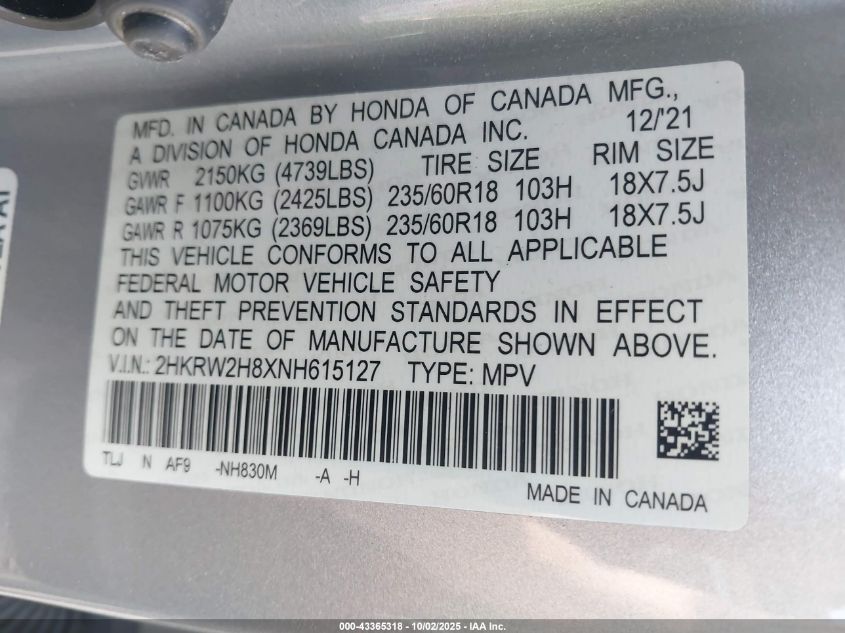 MFD. IN CANADA BY HONDA OF CANADA MFG.,
A DIVISION OF HONDA CANADA INC. 12/'21
GVWR 2150KG (4739LBS) TIRE SIZE RIM SIZE
GAWR F 1100KG (2425LBS) 235/60R18 103H 18X7.5J
GAWR R 1075KG (2369LBS) 235/60R18 103H 18X7.5J
THIS VEHICLE CONFORMS TO ALL APPLICABLE
FEDERAL MOTOR VEHICLE SAFETY
AND THEFT PREVENTION STANDARDS IN EFFECT
ON THE DATE OF MANUFACTURE SHOWN ABOVE.
V.I.N.: 2HKRW2H8XNH615127 TYPE: MPV
TLJ N AF9 -NH830M -A -H
MADE IN CANADA
000-43365318 - 10/02/2025 - IAA Inc.